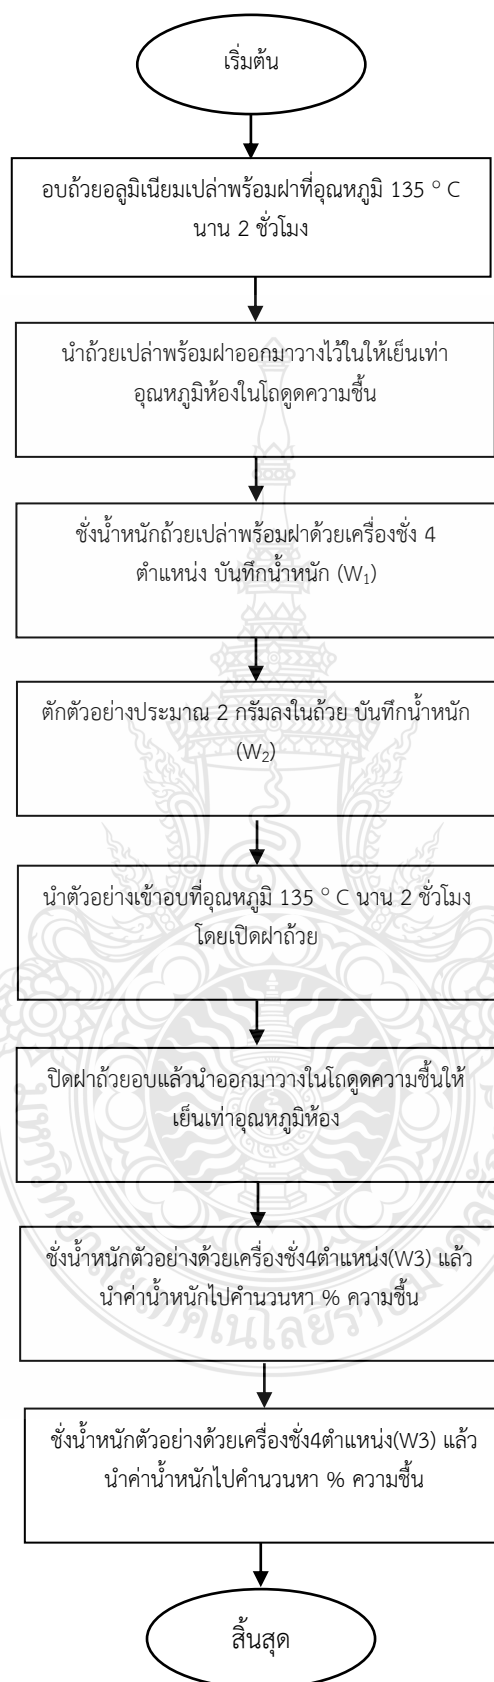 เริ่มต้น
อบถ้วยอลูมิเนียมเปล่าพร้อมฝาที่อุณหภูมิ 135 ° C
นาน 2 ชั่วโมง
นำถ้วยเปล่าพร้อมฝาออกมาวางไว้ในให้เย็นเท่า
อุณหภูมิห้องในโถดูดความชื้น
ชั่งน้ำหนักถ้วยเปล่าพร้อมฝาด้วยเครื่องชั่ง 4
ตำแหน่ง บันทึกน้ำหนัก (W₁)
ตักตัวอย่างประมาณ 2 กรัมลงในถ้วย บันทึกน้ำหนัก
(W₂)
นำตัวอย่างเข้าอบที่อุณหภูมิ 135 ° C นาน 2 ชั่วโมง
โดยเปิดฝาถ้วย
ปิดฝาถ้วยอบแล้วนำออกมาวางในโถดูดความชื้นให้
เย็นเท่าอุณหภูมิห้อง
ชั่งน้ำหนักตัวอย่างด้วยเครื่องชั่ง4ตำแหน่ง(W3) แล้ว
นำค่าน้ำหนักไปคำนวนหา % ความชื้น
ชั่งน้ำหนักตัวอย่างด้วยเครื่องชั่ง4ตำแหน่ง(W3) แล้ว
นำค่าน้ำหนักไปคำนวนหา % ความชื้น
สิ้นสุด